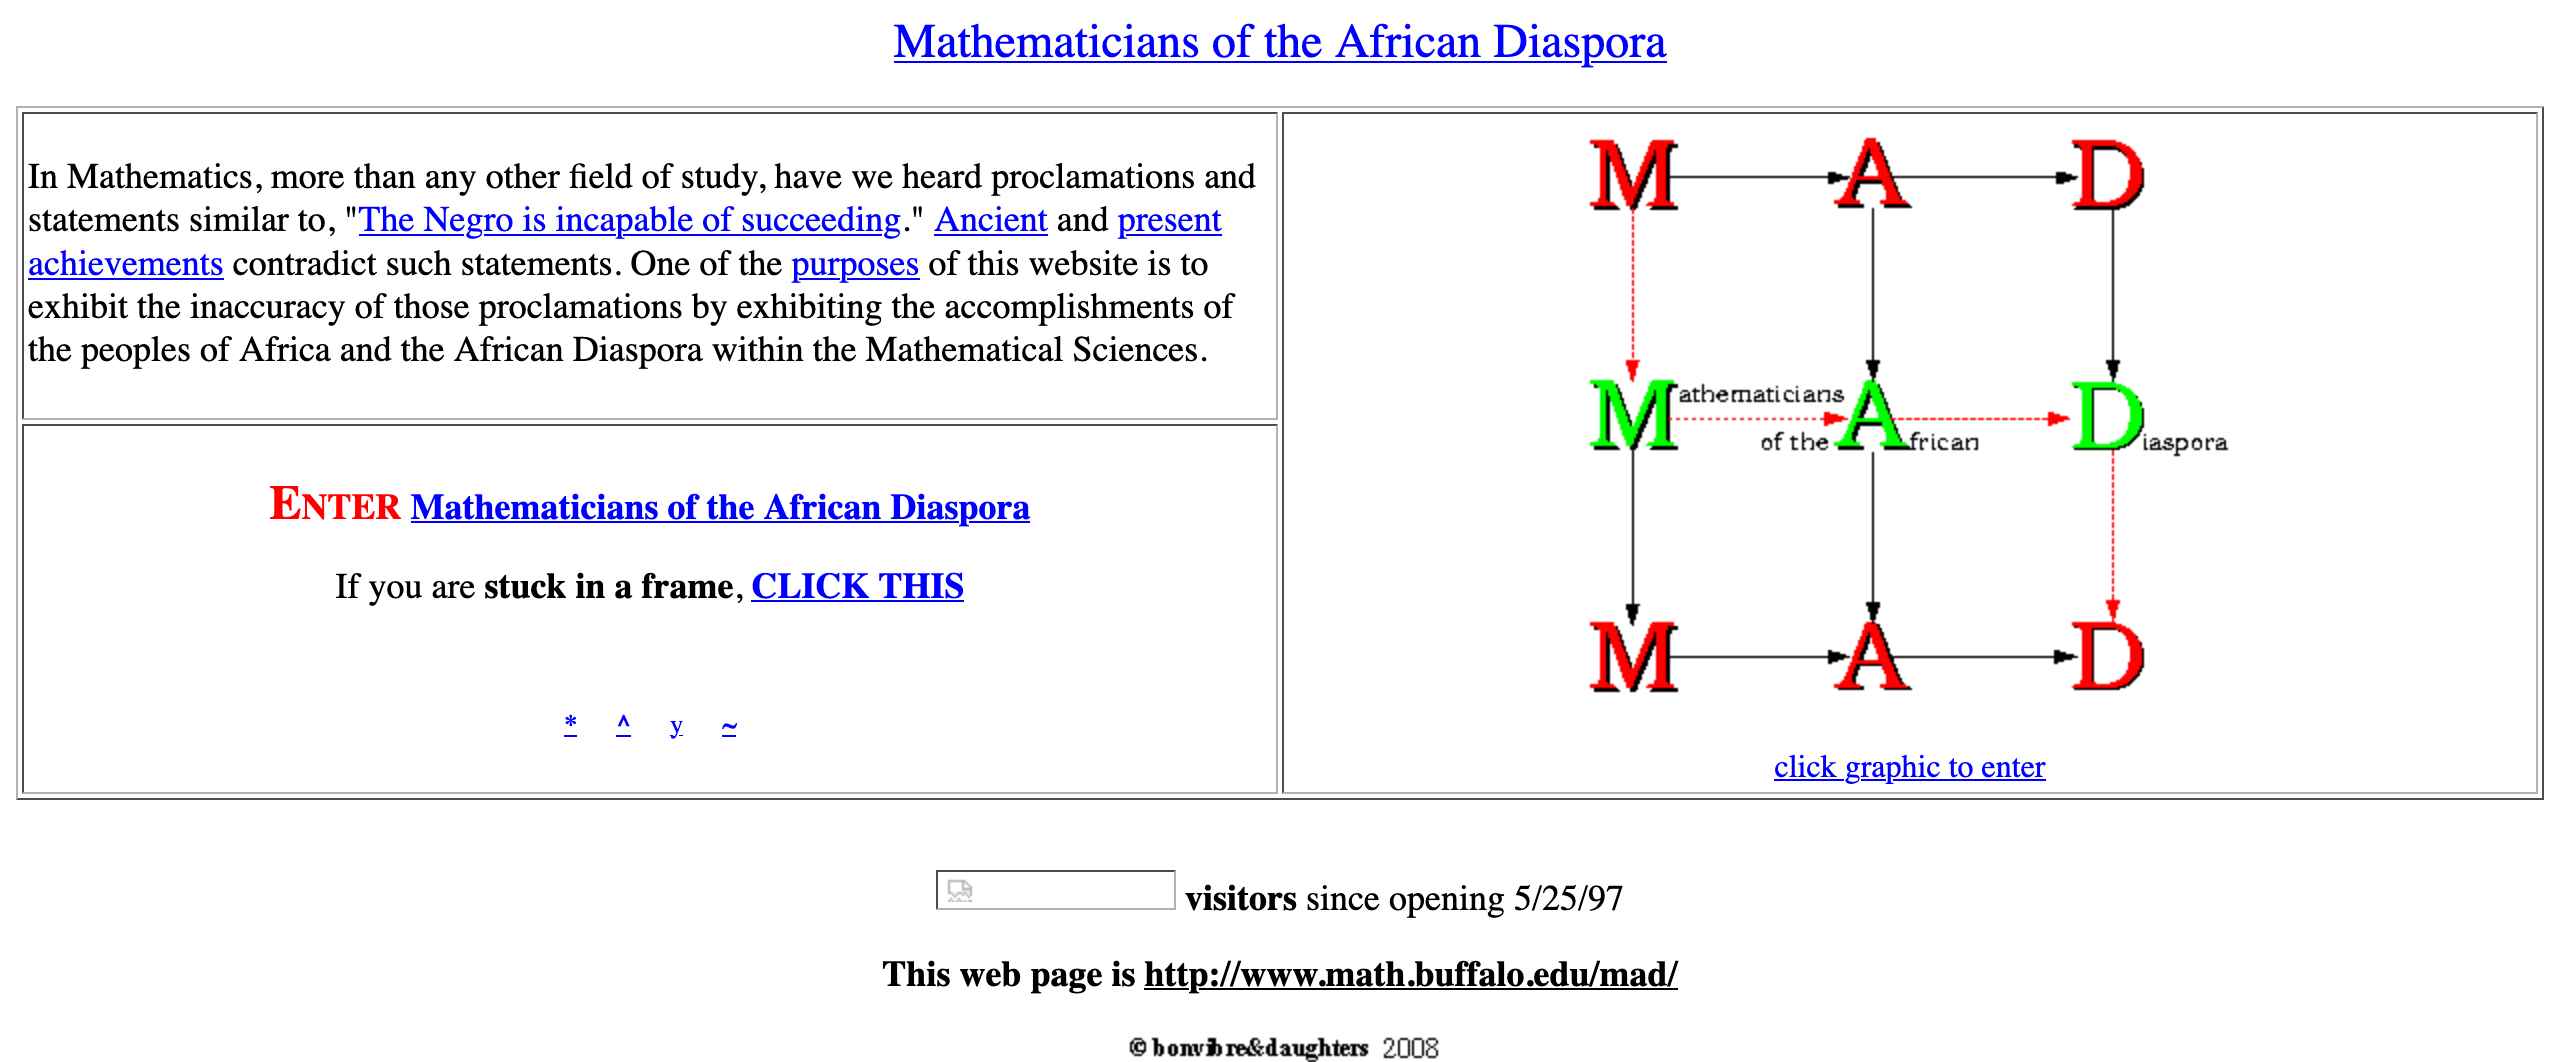 Mathematicians of the African Diaspora
In Mathematics, more than any other field of study, have we heard proclamations and
statements similar to, "The Negro is incapable of succeeding." Ancient and present
achievements contradict such statements. One of the purposes of this website is to
exhibit the inaccuracy of those proclamations by exhibiting the accomplishments of
the peoples of Africa and the African Diaspora within the Mathematical Sciences.
ENTER Mathematicians of the African Diaspora
If you are stuck in a frame, CLICK THIS
* ^ y ~
M A D
Mathematicians of the African Diaspora
M A D
click graphic to enter
visitors since opening 5/25/97
This web page is http://www.math.buffalo.edu/mad/
© bonvibre&daughters 2008